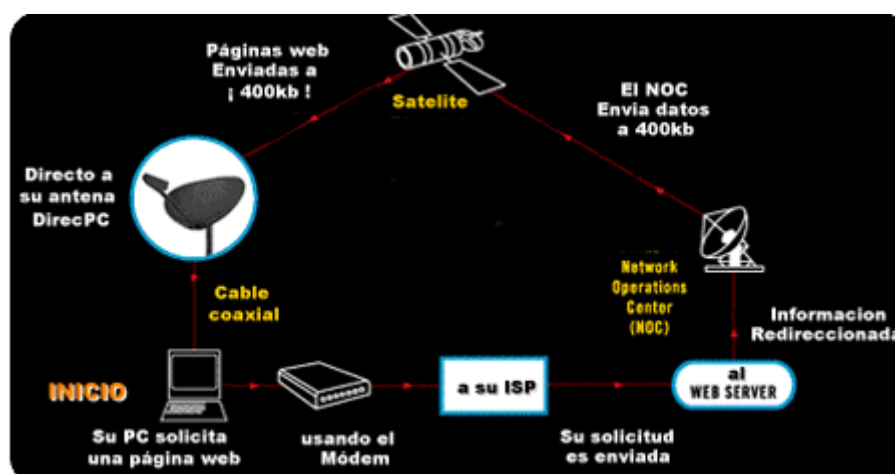 Páginas web
Enviadas a
¡ 400kb !
Satelite
El NOC
Envia datos
a 400kb
Directo a
su antena
DirecPC
Cable
coaxial
Network
Operations
Center
(NOC)
Informacion
Redireccionada
INICIO
a su ISP
al
WEB SERVER
Su PC solicita
una página web
usando el
Módem
Su solicitud
es enviada